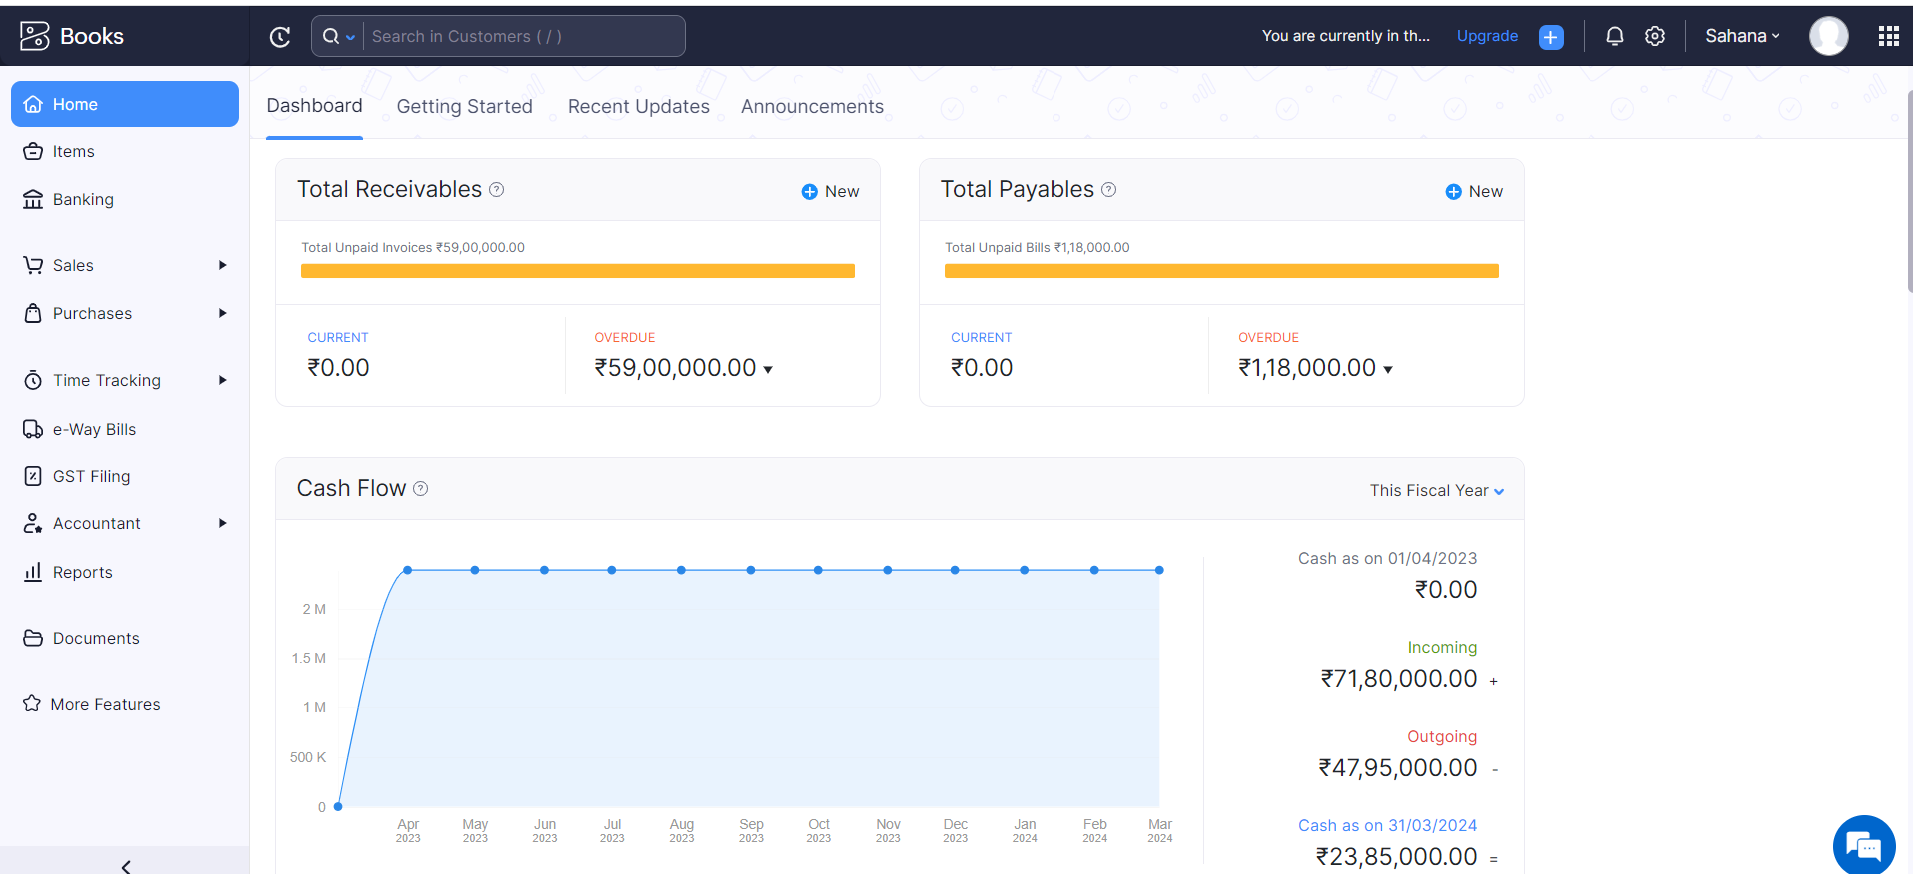 Books
Search in Customers ( / )
You are currently in th...
Upgrade
Sahana
Home
Items
Banking
Sales
Purchases
Time Tracking
e-Way Bills
GST Filing
Accountant
Reports
Documents
More Features
Dashboard
Getting Started
Recent Updates
Announcements
Total Receivables
New
Total Unpaid Invoices ₹59,00,000.00
CURRENT
₹0.00
OVERDUE
₹59,00,000.00
Total Payables
New
Total Unpaid Bills ₹1,18,000.00
CURRENT
₹0.00
OVERDUE
₹1,18,000.00
Cash Flow
This Fiscal Year
2 M
1.5 M
1 M
500 K
0
Apr May Jun Jul Aug Sep Oct Nov Dec Jan Feb Mar
2023 2023 2023 2023 2023 2023 2023 2023 2023 2024 2024 2024
Cash as on 01/04/2023
₹0.00
Incoming
₹71,80,000.00 +
Outgoing
₹47,95,000.00 -
Cash as on 31/03/2024
₹23,85,000.00 =